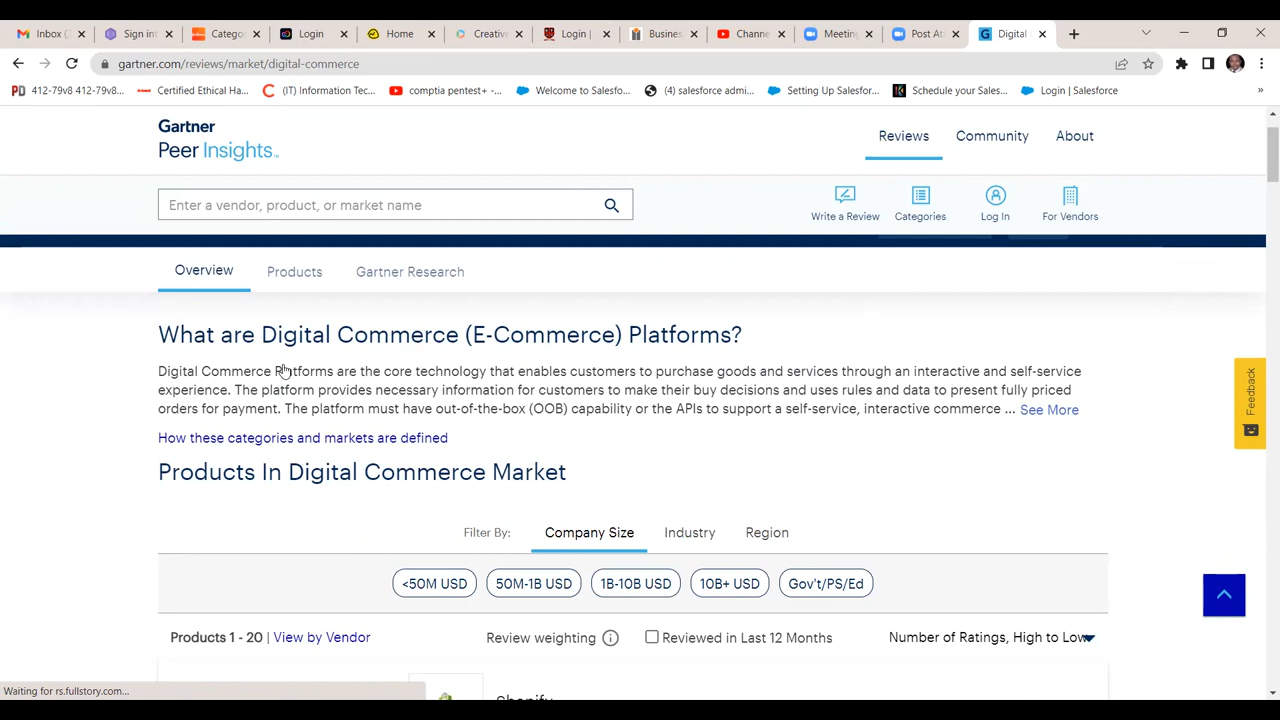 Inbox (
Sign in
Catego
Login
Home
Creative
Login |
Busines
Channe
Meeting
Post At
Digital
gartner.com/reviews/market/digital-commerce
412-79v8 412-79v8...
Certified Ethical Ha...
(IT) Information Tec...
comptia pentest+ -...
Welcome to Salesfo...
(4) salesforce admi...
Setting Up Salesfor...
Schedule your Sales...
Login | Salesforce
»
Gartner
Peer Insights™
Reviews
Community
About
Enter a vendor, product, or market name
Write a Review
Categories
Log In
For Vendors
Overview
Products
Gartner Research
What are Digital Commerce (E-Commerce) Platforms?
Digital Commerce Platforms are the core technology that enables customers to purchase goods and services through an interactive and self-service
experience. The platform provides necessary information for customers to make their buy decisions and uses rules and data to present fully priced
orders for payment. The platform must have out-of-the-box (OOB) capability or the APIs to support a self-service, interactive commerce ... See More
How these categories and markets are defined
Products In Digital Commerce Market
Filter By:
Company Size
Industry
Region
<50M USD
50M-1B USD
1B-10B USD
10B+ USD
Gov't/PS/Ed
Products 1 - 20 | View by Vendor
Review weighting
Reviewed in Last 12 Months
Number of Ratings, High to Low
Shopify
Feedback
Waiting for rs.fullstory.com...